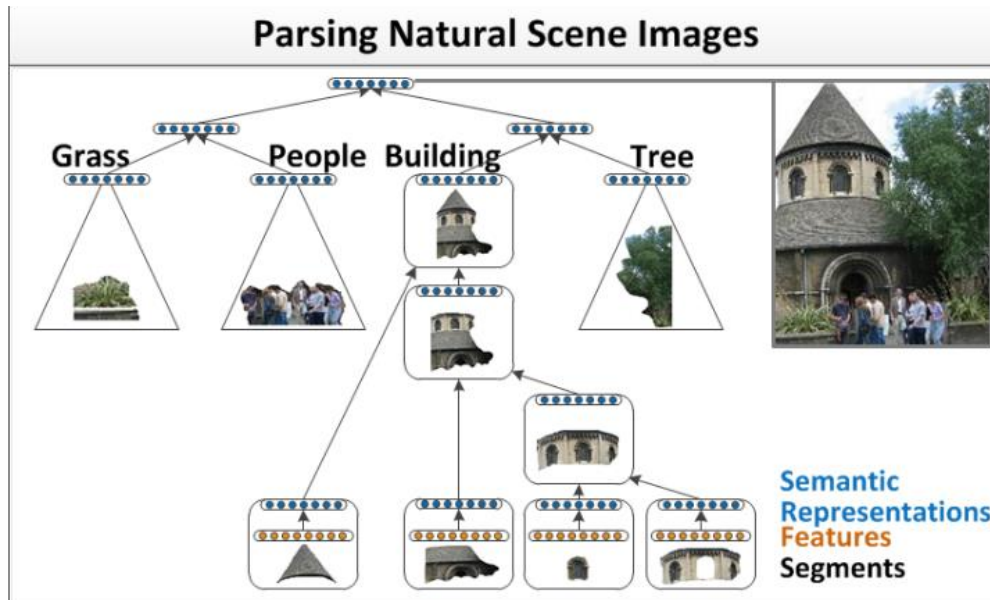 Parsing Natural Scene Images
Grass
People
Building
Tree
Semantic
Representations
Features
Segments